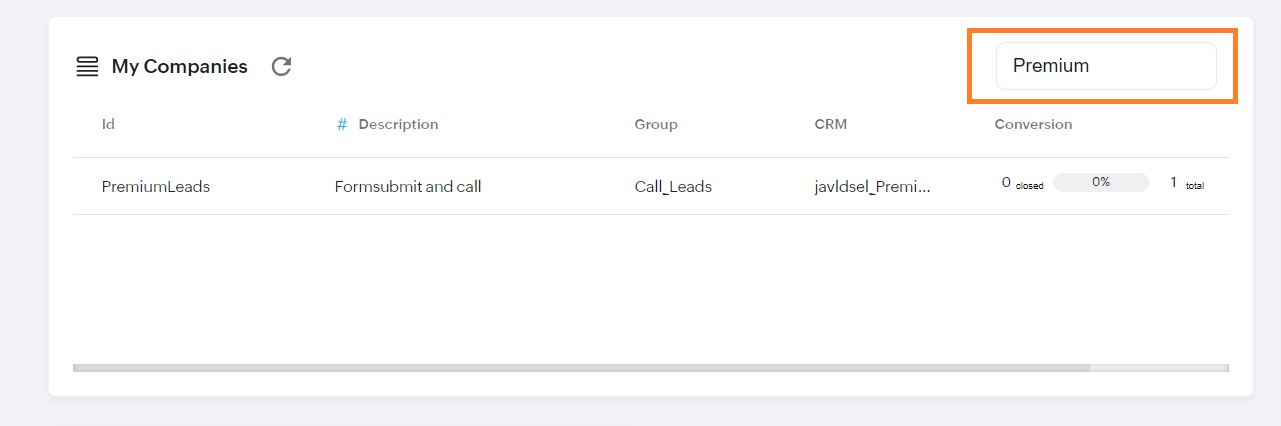 My Companies Premium
Id # Description Group CRM Conversion
PremiumLeads Formsubmit and call Call_Leads javldsel_Premi... 0 closed 0% 1 total